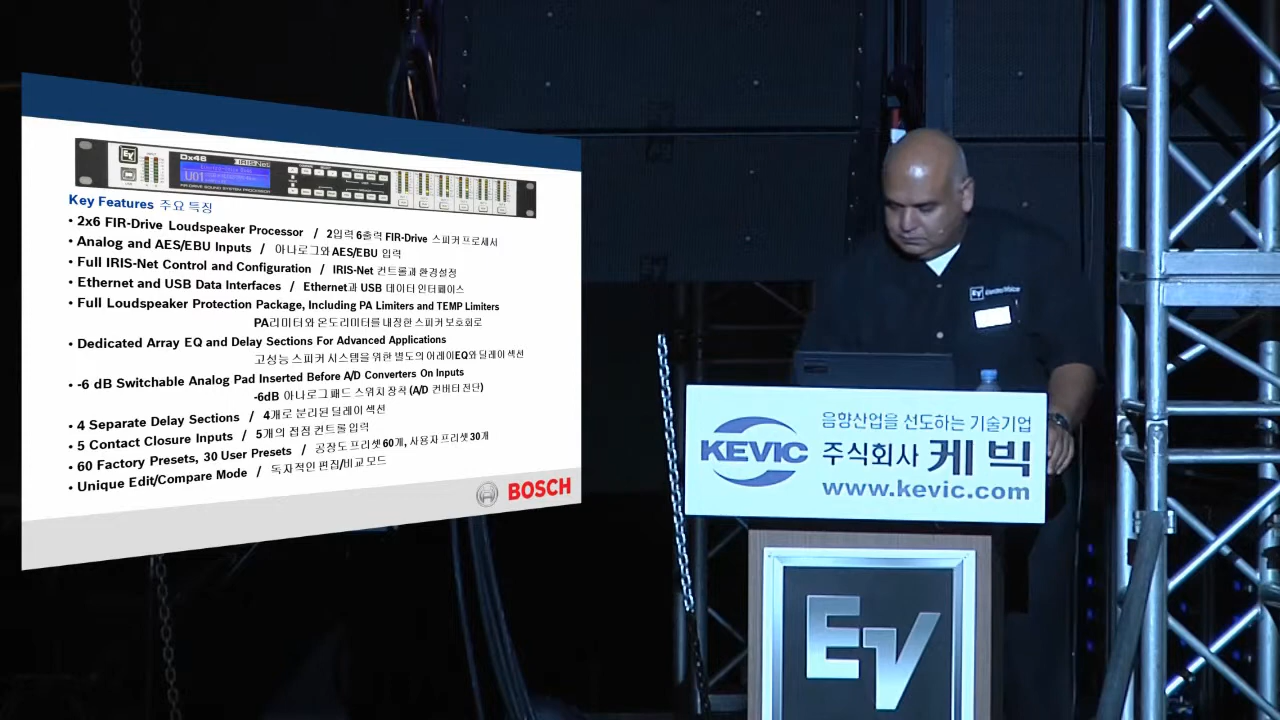 EV
Dx46
IRIS-Net
U01
FIR-DRIVE SOUND SYSTEM PROCESSOR
Key Features 주요 특징
• 2x6 FIR-Drive Loudspeaker Processor / 2입력 6출력 FIR-Drive 스피커 프로세서
• Analog and AES/EBU Inputs / 아나로그와 AES/EBU 입력
• Full IRIS-Net Control and Configuration / IRIS-Net 컨트롤과 환경설정
• Ethernet and USB Data Interfaces / Ethernet과 USB 데이터 인터페이스
• Full Loudspeaker Protection Package, Including PA Limiters and TEMP Limiters
PA리미터와 온도리미터를 내장한 스피커 보호회로
• Dedicated Array EQ and Delay Sections For Advanced Applications
고성능 스피커 시스템을 위한 별도의 어레이EQ와 딜레이 섹션
• -6 dB Switchable Analog Pad Inserted Before A/D Converters On Inputs
-6dB 아나로그 패드 스위치 장착 (A/D 컨버터 전단)
• 4 Separate Delay Sections / 4개로 분리된 딜레이 섹션
• 5 Contact Closure Inputs / 5개의 접점 컨트롤 입력
• 60 Factory Presets, 30 User Presets / 공장도 프리셋 60개, 사용자 프리셋 30개
• Unique Edit/Compare Mode / 독자적인 편집/비교 모드
BOSCH
EV Electro-Voice
KEVIC
음향산업을 선도하는 기술기업
주식회사 케빅
www.kevic.com
EV